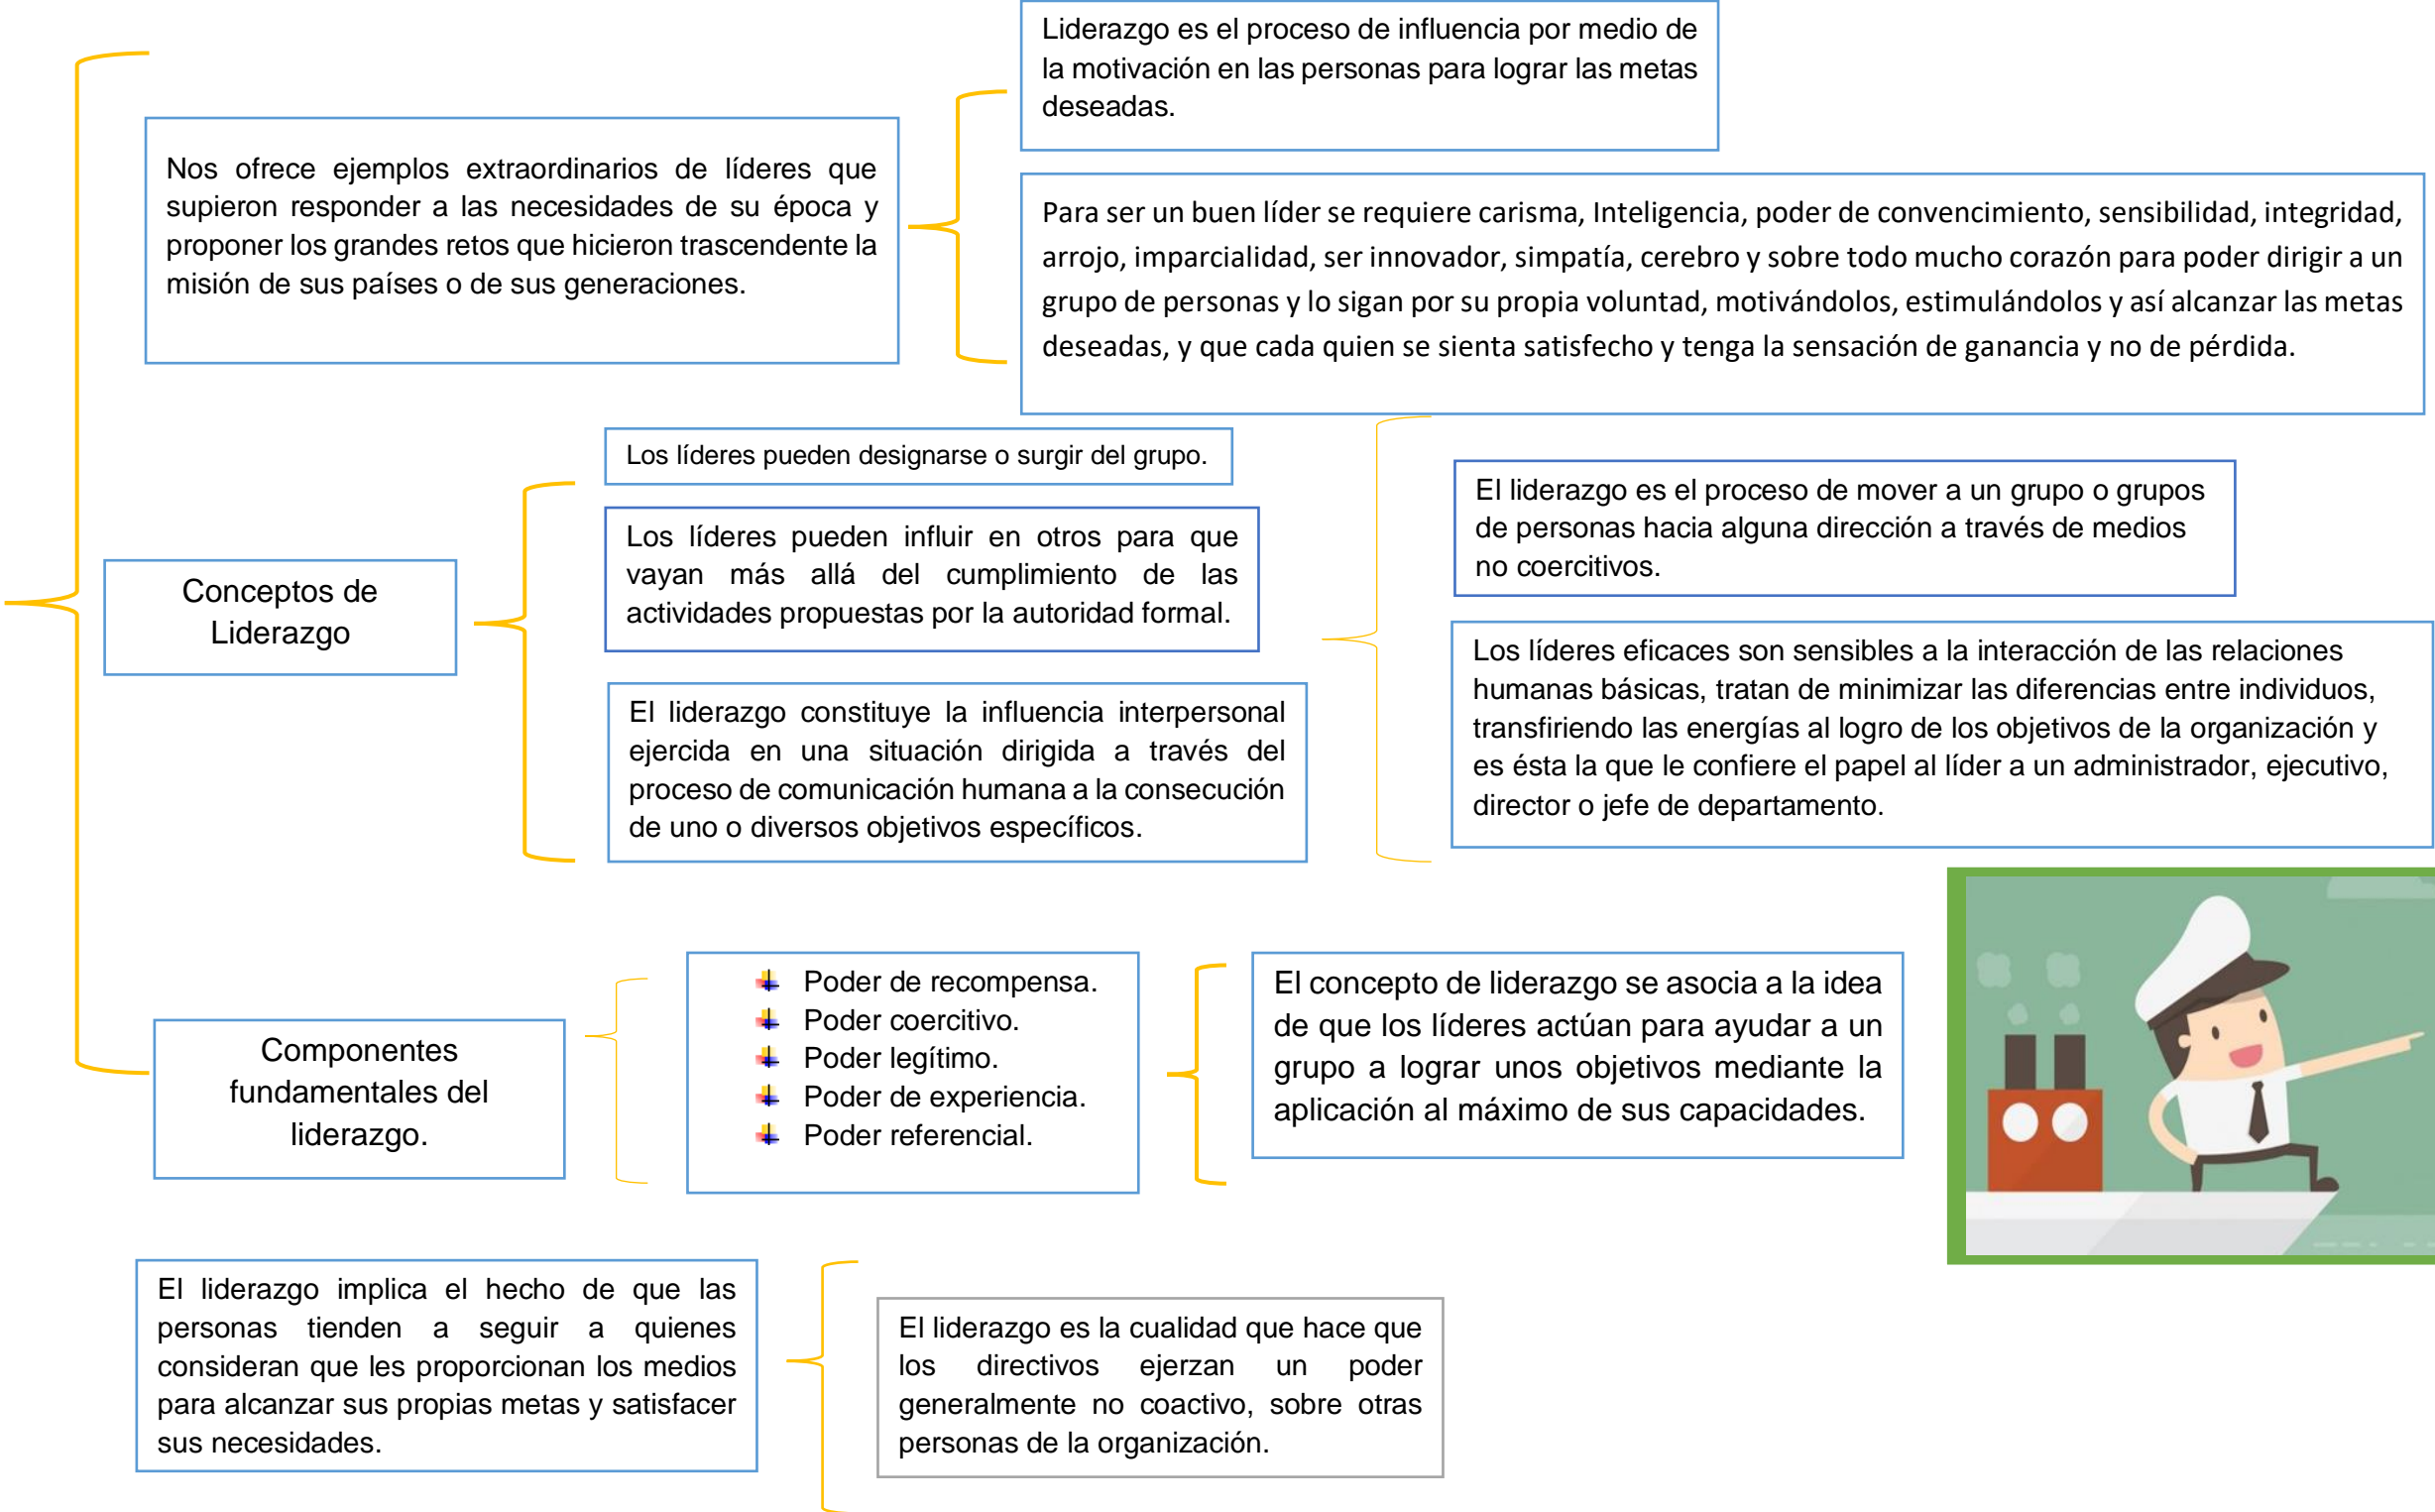 Liderazgo es el proceso de influencia por medio de
la motivación en las personas para lograr las metas
deseadas.
Nos ofrece ejemplos extraordinarios de líderes que
supieron responder a las necesidades de su época y
proponer los grandes retos que hicieron trascendente la
misión de sus países o de sus generaciones.
Para ser un buen líder se requiere carisma, Inteligencia, poder de convencimiento, sensibilidad, integridad,
arrojo, imparcialidad, ser innovador, simpatía, cerebro y sobre todo mucho corazón para poder dirigir a un
grupo de personas y lo sigan por su propia voluntad, motivándolos, estimulándolos y así alcanzar las metas
deseadas, y que cada quien se sienta satisfecho y tenga la sensación de ganancia y no de pérdida.
Conceptos de
Liderazgo
Los líderes pueden designarse o surgir del grupo.
Los líderes pueden influir en otros para que
vayan más allá del cumplimiento de las
actividades propuestas por la autoridad formal.
El liderazgo constituye la influencia interpersonal
ejercida en una situación dirigida a través del
proceso de comunicación humana a la consecución
de uno o diversos objetivos específicos.
El liderazgo es el proceso de mover a un grupo o grupos
de personas hacia alguna dirección a través de medios
no coercitivos.
Los líderes eficaces son sensibles a la interacción de las relaciones
humanas básicas, tratan de minimizar las diferencias entre individuos,
transfiriendo las energías al logro de los objetivos de la organización y
es ésta la que le confiere el papel al líder a un administrador, ejecutivo,
director o jefe de departamento.
Componentes
fundamentales del
liderazgo.
Poder de recompensa.
Poder coercitivo.
Poder legítimo.
Poder de experiencia.
Poder referencial.
El concepto de liderazgo se asocia a la idea
de que los líderes actúan para ayudar a un
grupo a lograr unos objetivos mediante la
aplicación al máximo de sus capacidades.
El liderazgo implica el hecho de que las
personas tienden a seguir a quienes
consideran que les proporcionan los medios
para alcanzar sus propias metas y satisfacer
sus necesidades.
El liderazgo es la cualidad que hace que
los directivos ejerzan un poder
generalmente no coactivo, sobre otras
personas de la organización.